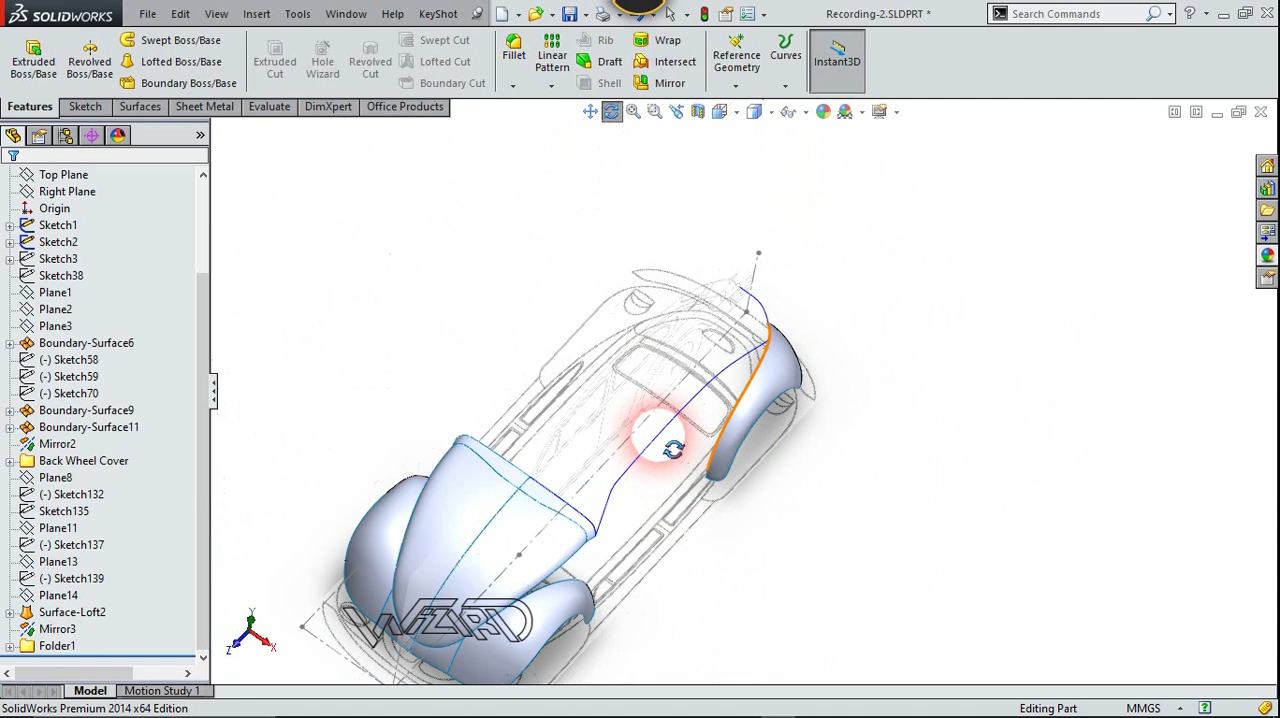 SOLIDWORKS File Edit View Insert Tools Window Help KeyShot Recording-2.SLDPRT * Search Commands
Extruded Boss/Base Revolved Boss/Base Swept Boss/Base Lofted Boss/Base Boundary Boss/Base Extruded Cut Hole Wizard Revolved Cut Swept Cut Lofted Cut Boundary Cut Fillet Linear Pattern Rib Draft Shell Wrap Intersect Mirror Reference Geometry Curves Instant3D
Features Sketch Surfaces Sheet Metal Evaluate DimXpert Office Products
Top Plane
Right Plane
Origin
Sketch1
Sketch2
Sketch3
Sketch38
Plane1
Plane2
Plane3
Boundary-Surface6
(-) Sketch58
(-) Sketch59
(-) Sketch70
Boundary-Surface9
Boundary-Surface11
Mirror2
Back Wheel Cover
Plane8
(-) Sketch132
Sketch135
Plane11
(-) Sketch137
Plane13
(-) Sketch139
Plane14
Surface-Loft2
Mirror3
Folder1
Y
Z X
Model Motion Study 1
SolidWorks Premium 2014 x64 Edition Editing Part MMGS